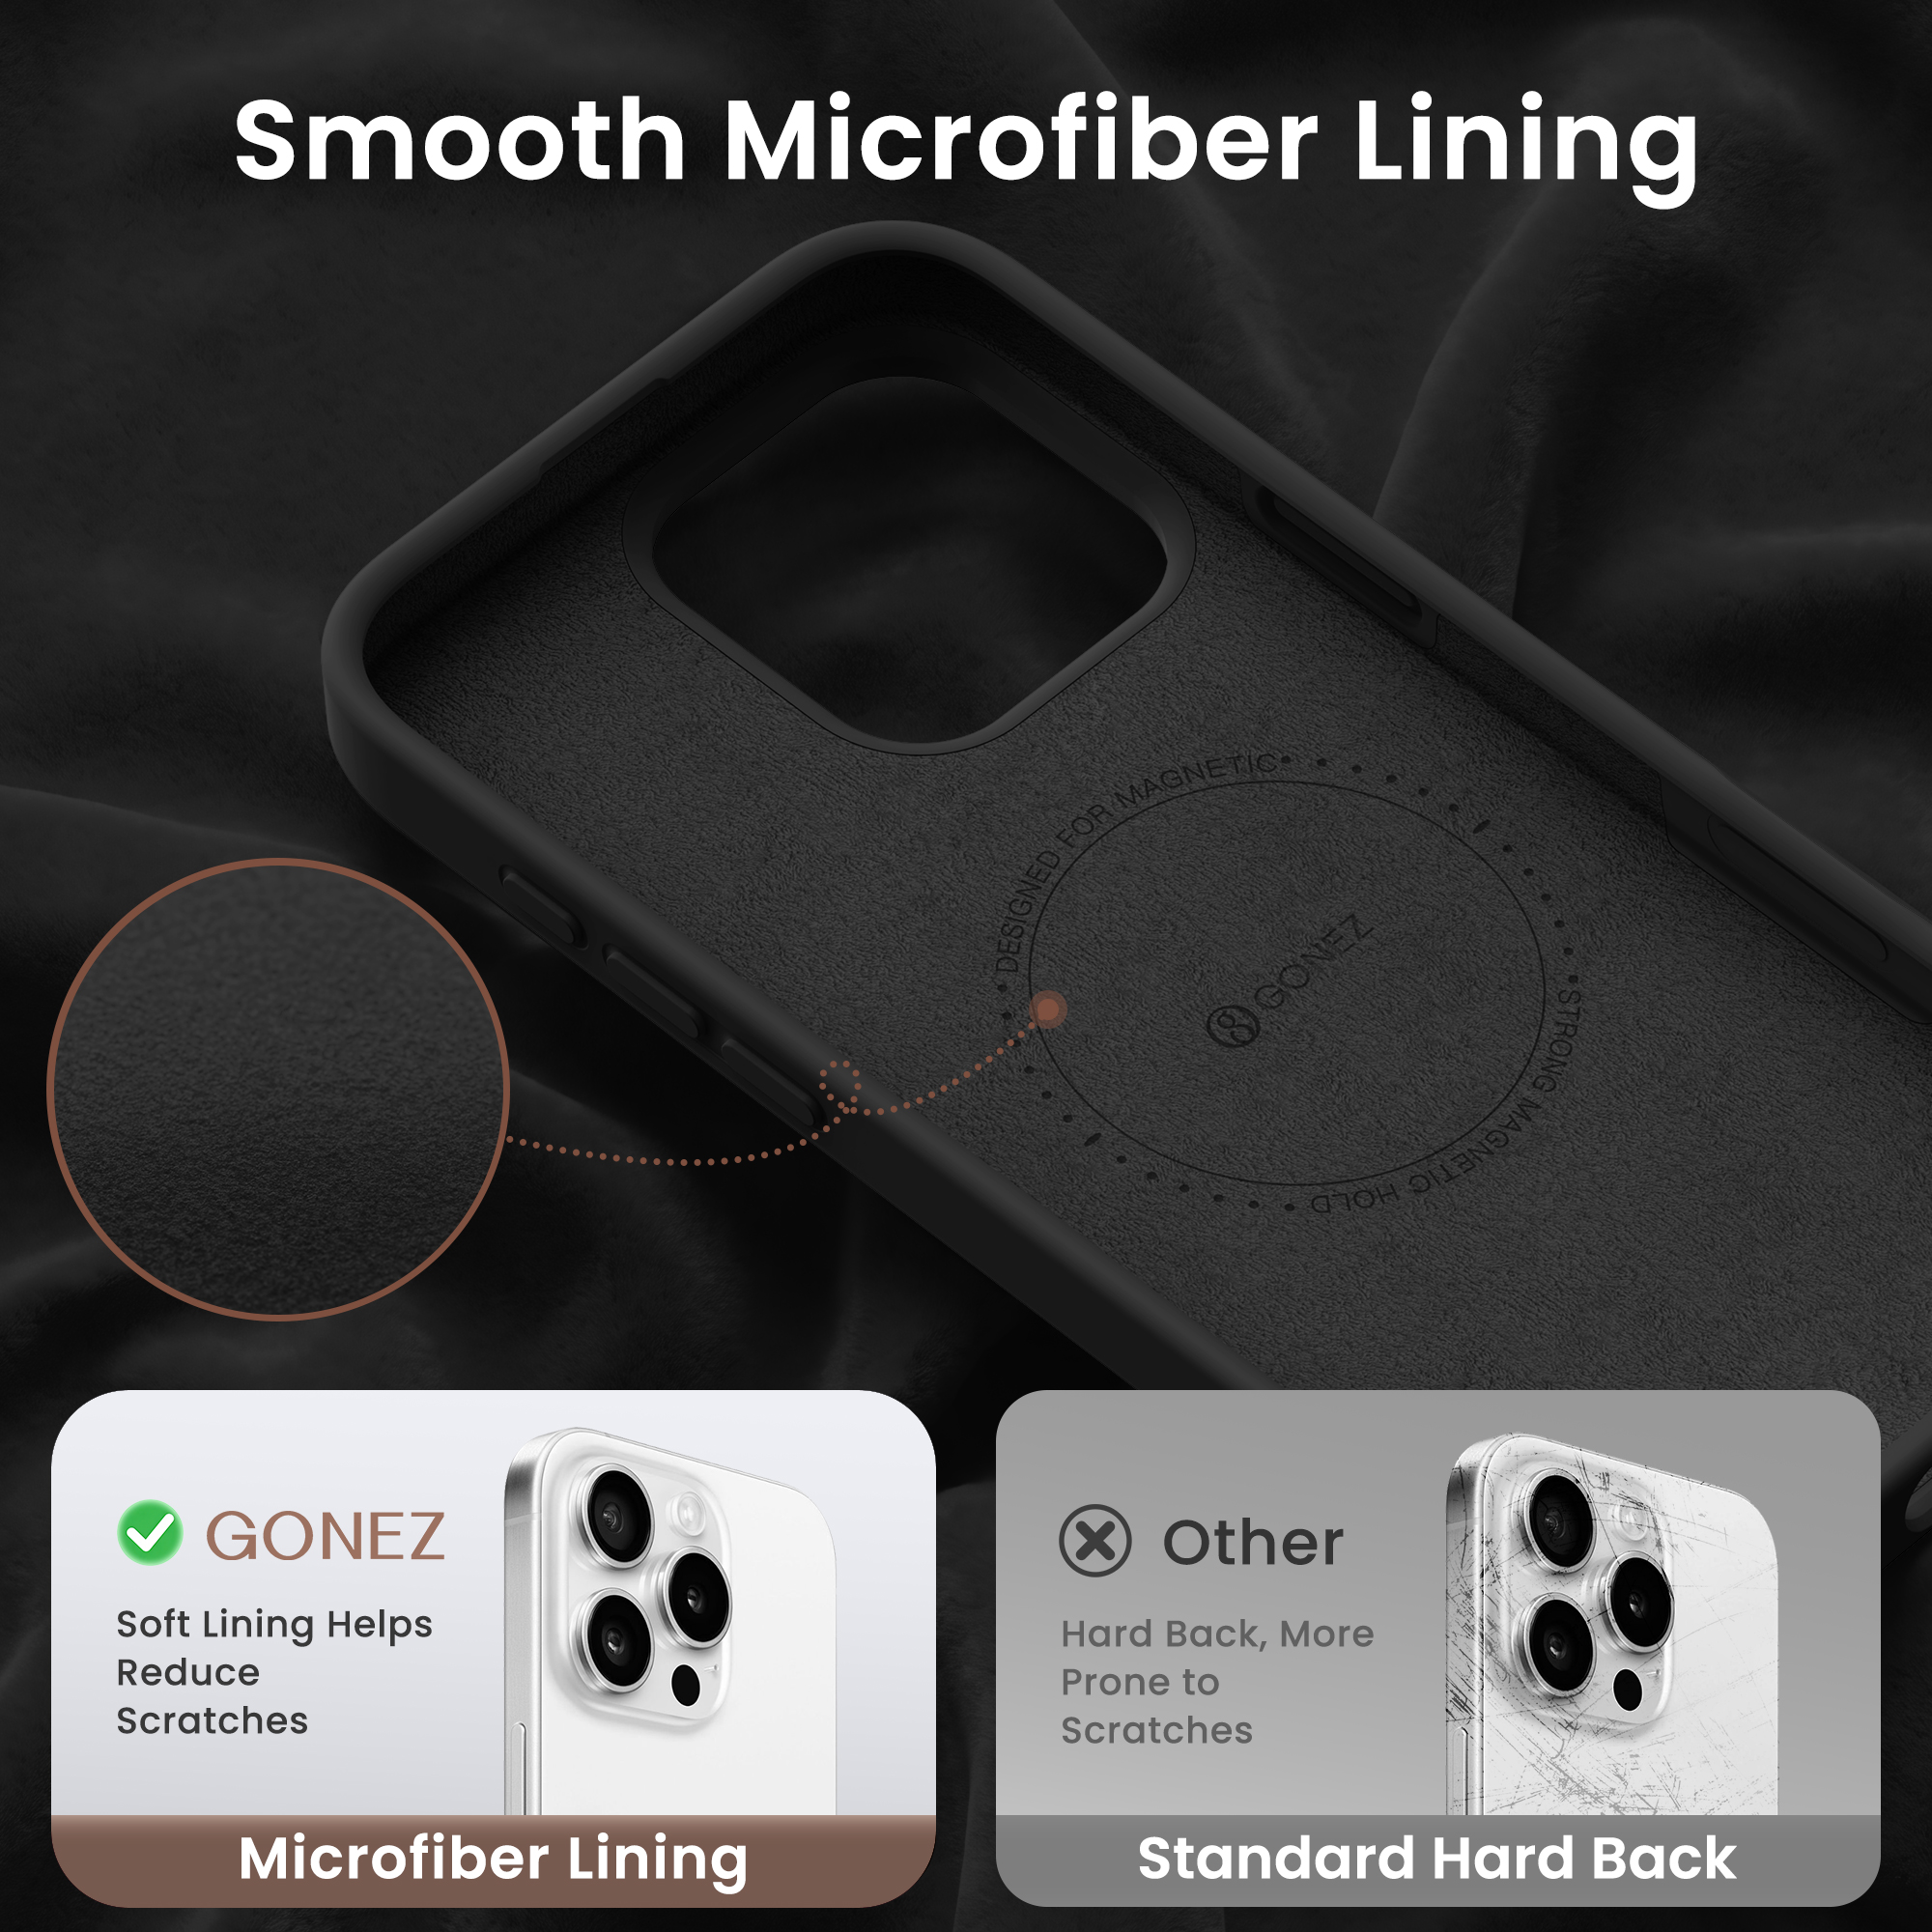 Smooth Microfiber Lining
DESIGNED FOR MAGNETIC
GONEZ
STRONG MAGNETIC HOLD
GONEZ
Soft Lining Helps
Reduce
Scratches
Microfiber Lining
Other
Hard Back, More
Prone to
Scratches
Standard Hard Back